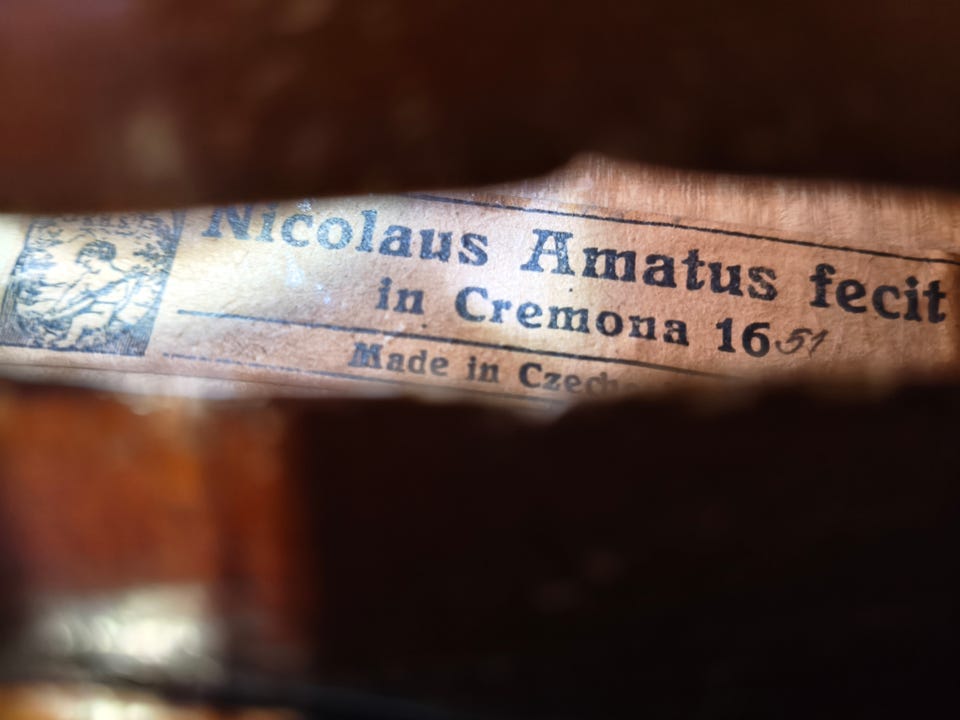 Nicolaus Amatus fecit
in Cremona 1651
Made in Czech